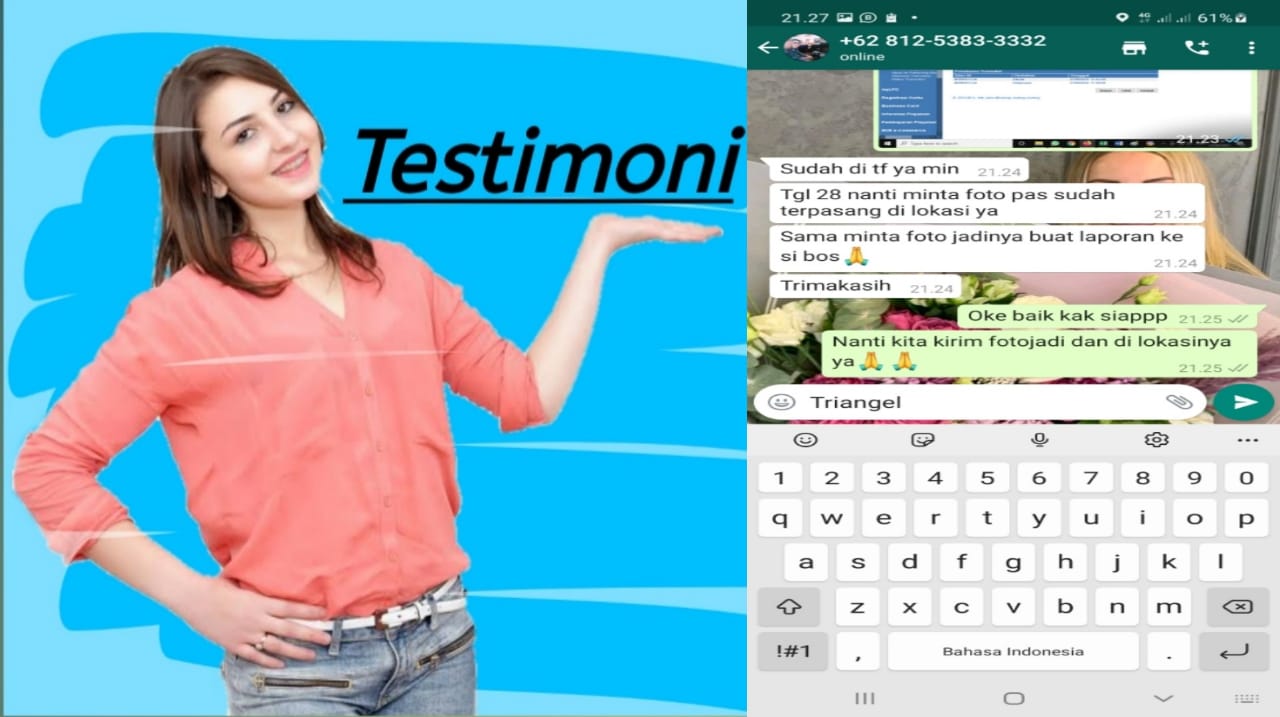 Testimoni
21.27
4G
61%
+62 812-5383-3332
online
21.23
Sudah di tf ya min 21.24
Tgl 28 nanti minta foto pas sudah
terpasang di lokasi ya 21.24
Sama minta foto jadinya buat laporan ke
si bos🙏 21.24
Trimakasih 21.24
Oke baik kak siappp 21.25
Nanti kita kirim fotojadi dan di lokasinya
ya🙏 🙏 21.25
Triangel
1 2 3 4 5 6 7 8 9 0
q w e r t y u i o p
a s d f g h j k l
z x c v b n m
!#1 , Bahasa Indonesia .